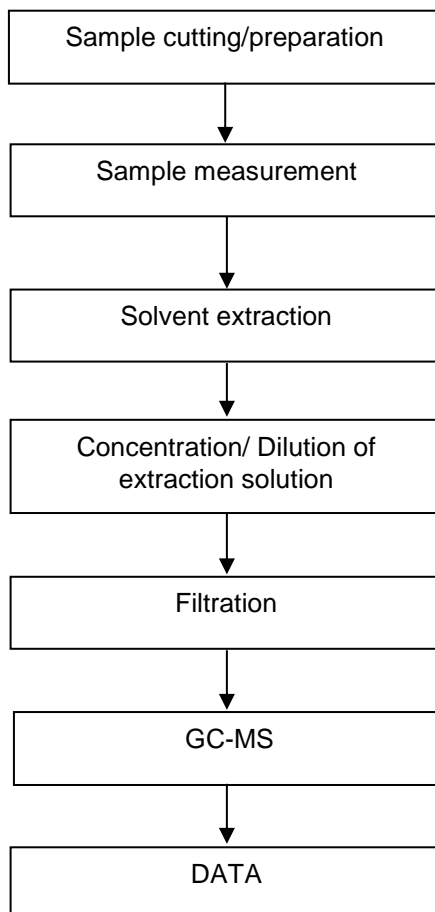 Sample cutting/preparation
Sample measurement
Solvent extraction
Concentration/ Dilution of
extraction solution
Filtration
GC-MS
DATA